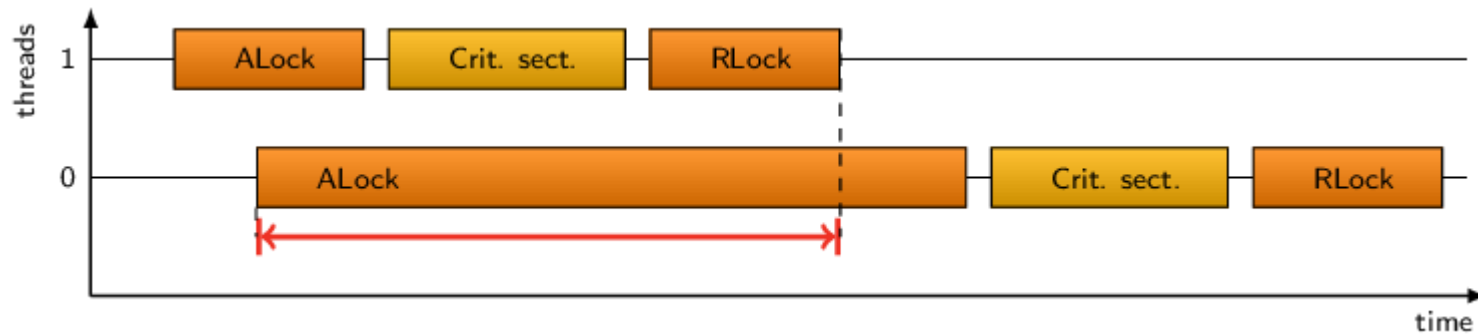 threads
1
ALock
Crit. sect.
RLock
0
ALock
Crit. sect.
RLock
time